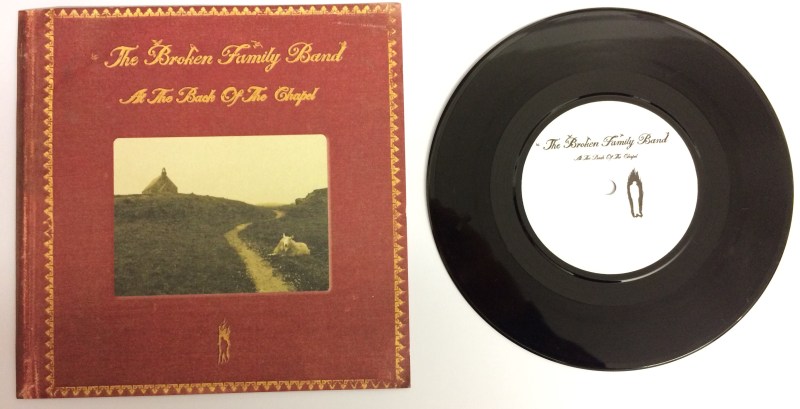 The Broken Family Band
At The Back Of The Chapel
The Broken Family Band
At The Back Of The Chapel